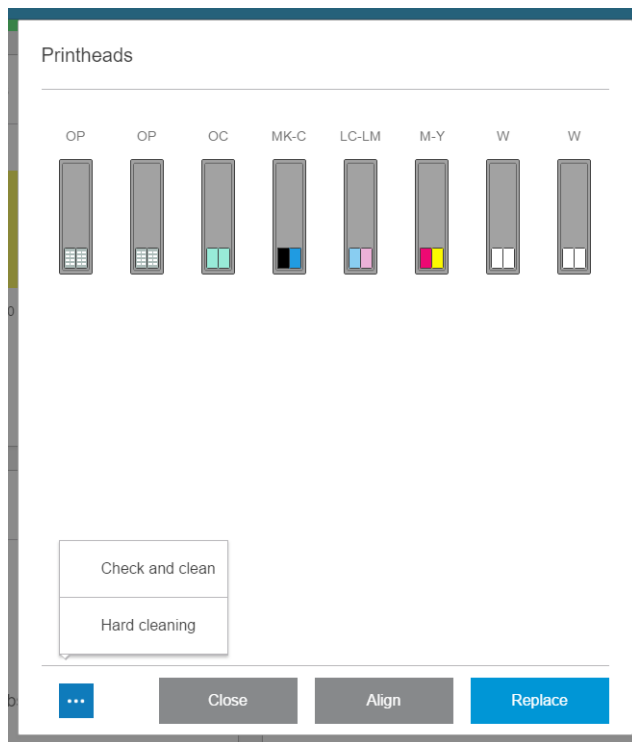 Printheads
OP OP OC MK-C LC-LM M-Y W W
Check and clean
Hard cleaning
Close Align Replace